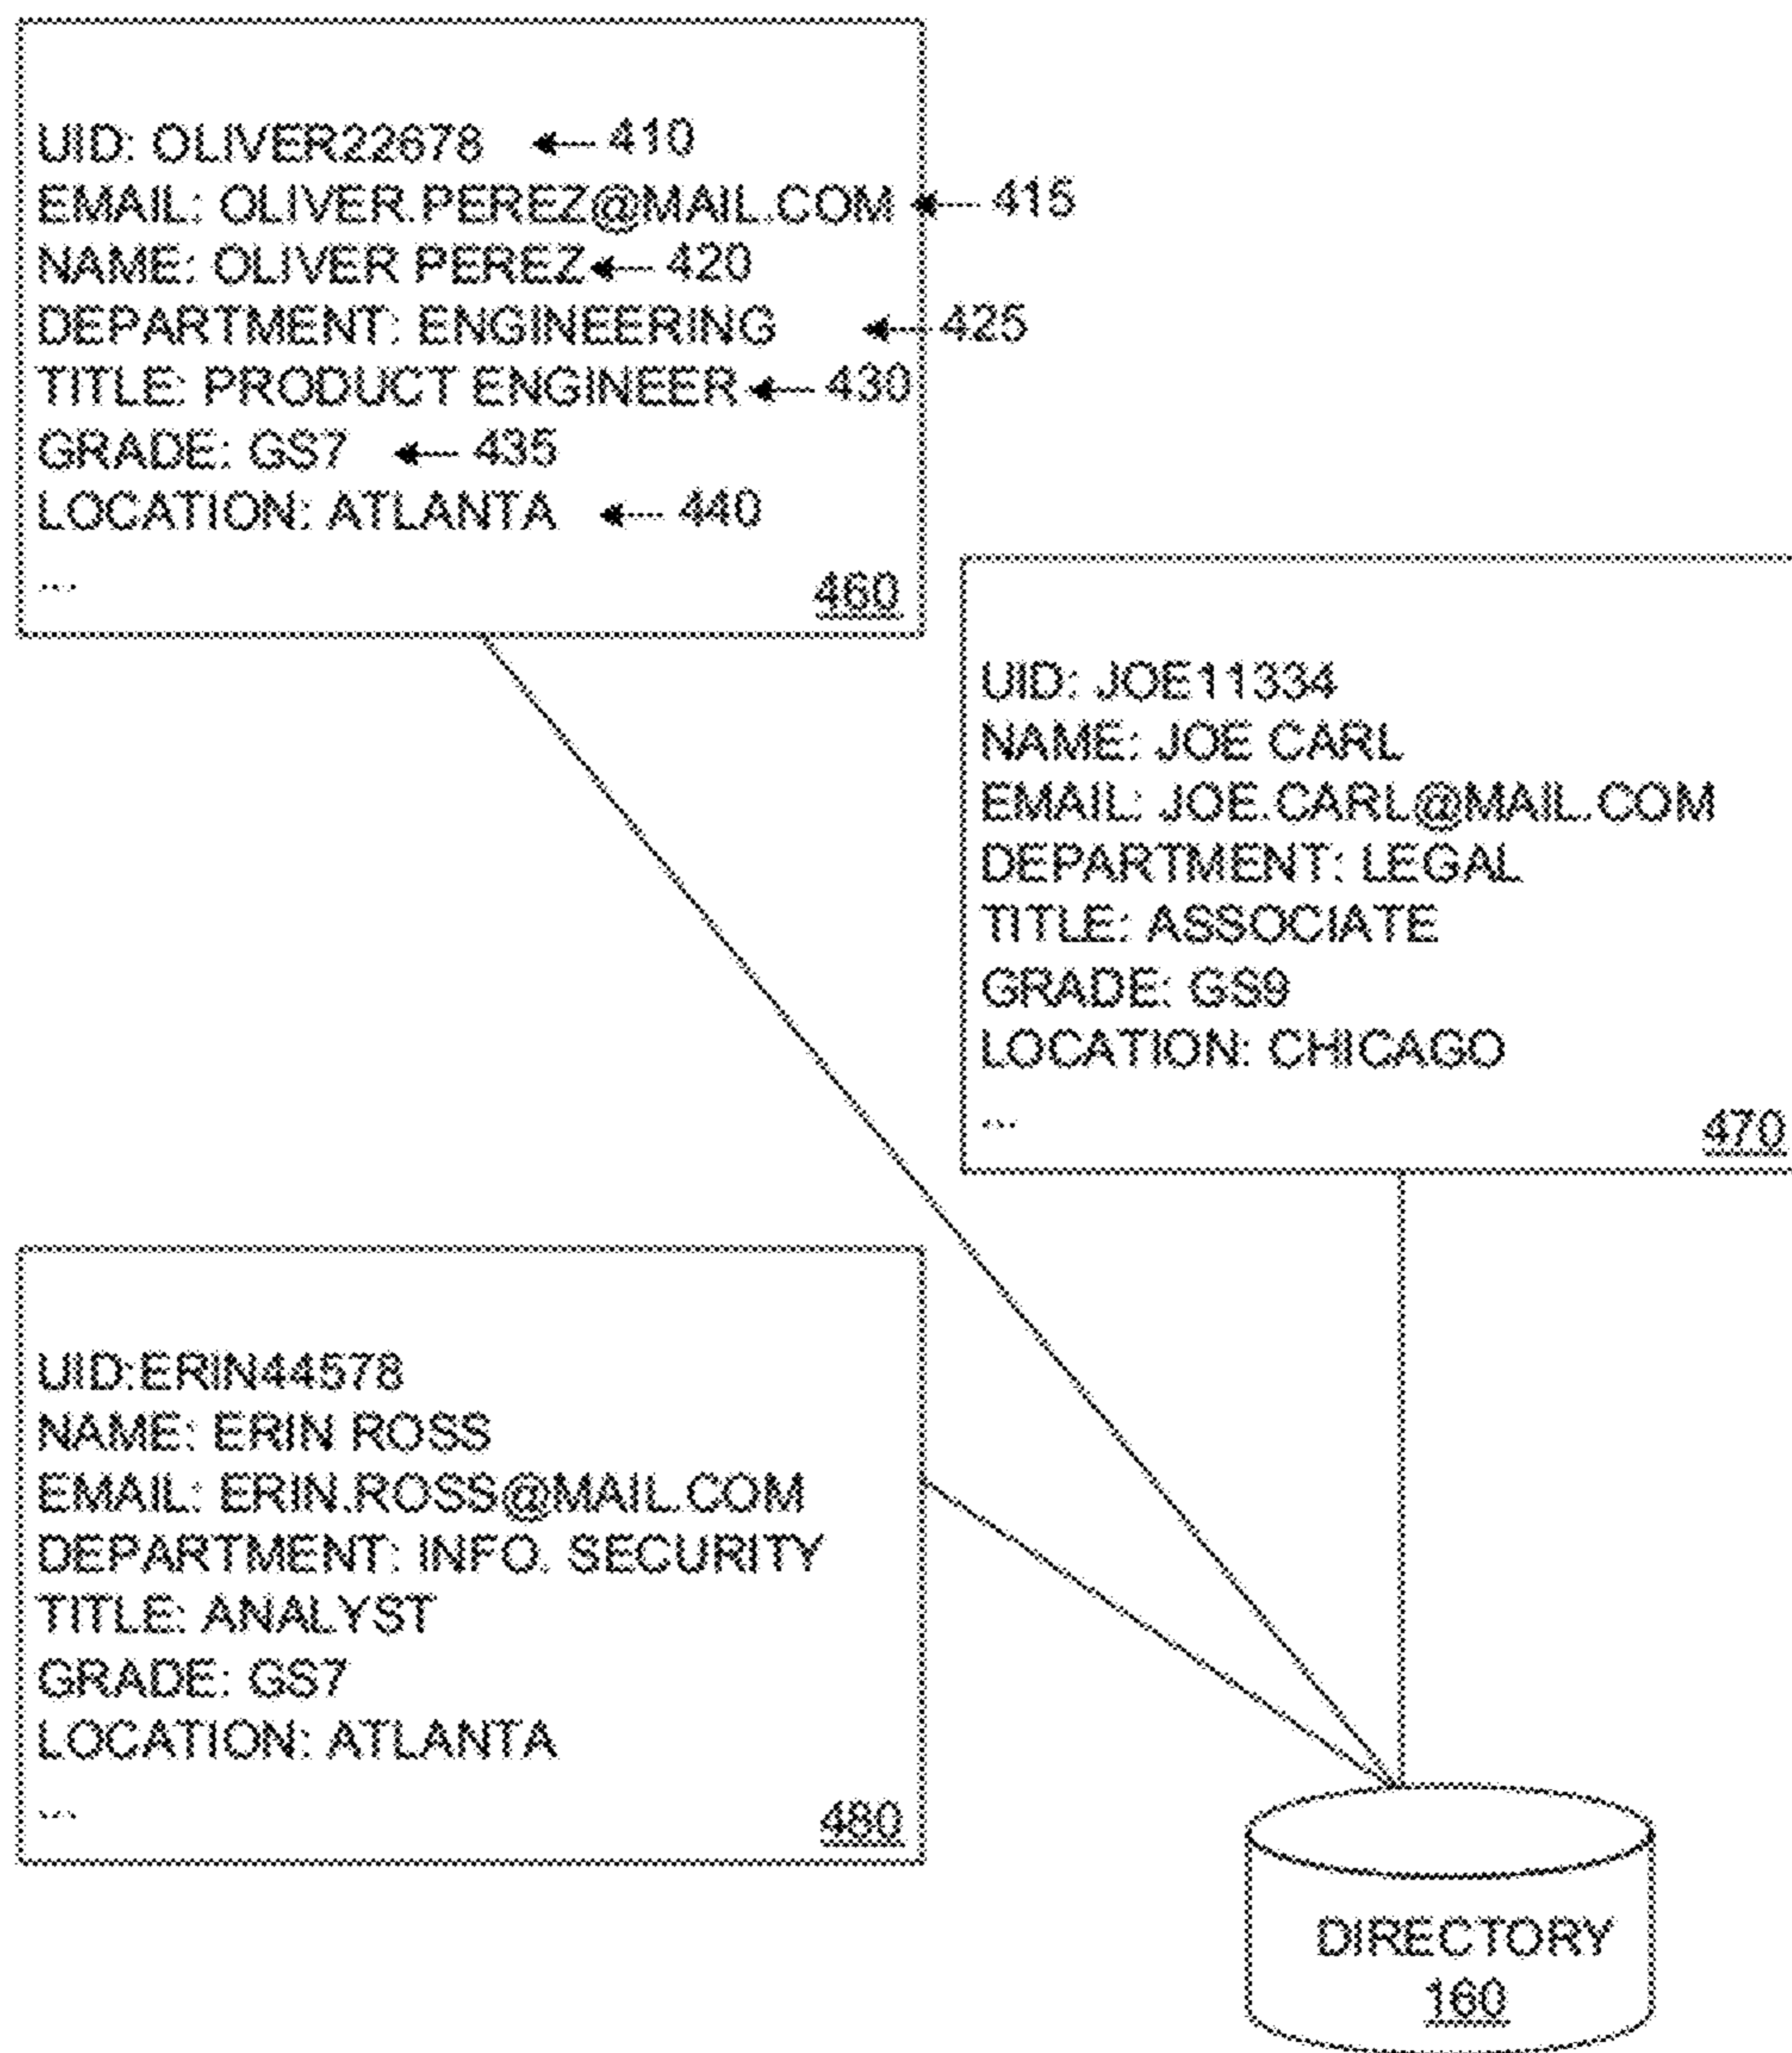 UID: OLIVER22678 410
EMAIL: OLIVER.PEREZ@MAIL.COM 415
NAME: OLIVER PEREZ 420
DEPARTMENT: ENGINEERING 425
TITLE: PRODUCT ENGINEER 430
GRADE: GS7 435
LOCATION: ATLANTA 440
...
460
UID: JOE11334
NAME: JOE CARL
EMAIL: JOE.CARL@MAIL.COM
DEPARTMENT: LEGAL
TITLE: ASSOCIATE
GRADE: GS9
LOCATION: CHICAGO
...
470
UID:ERIN44578
NAME: ERIN ROSS
EMAIL: ERIN.ROSS@MAIL.COM
DEPARTMENT: INFO. SECURITY
TITLE: ANALYST
GRADE: GS7
LOCATION: ATLANTA
...
480
DIRECTORY
160